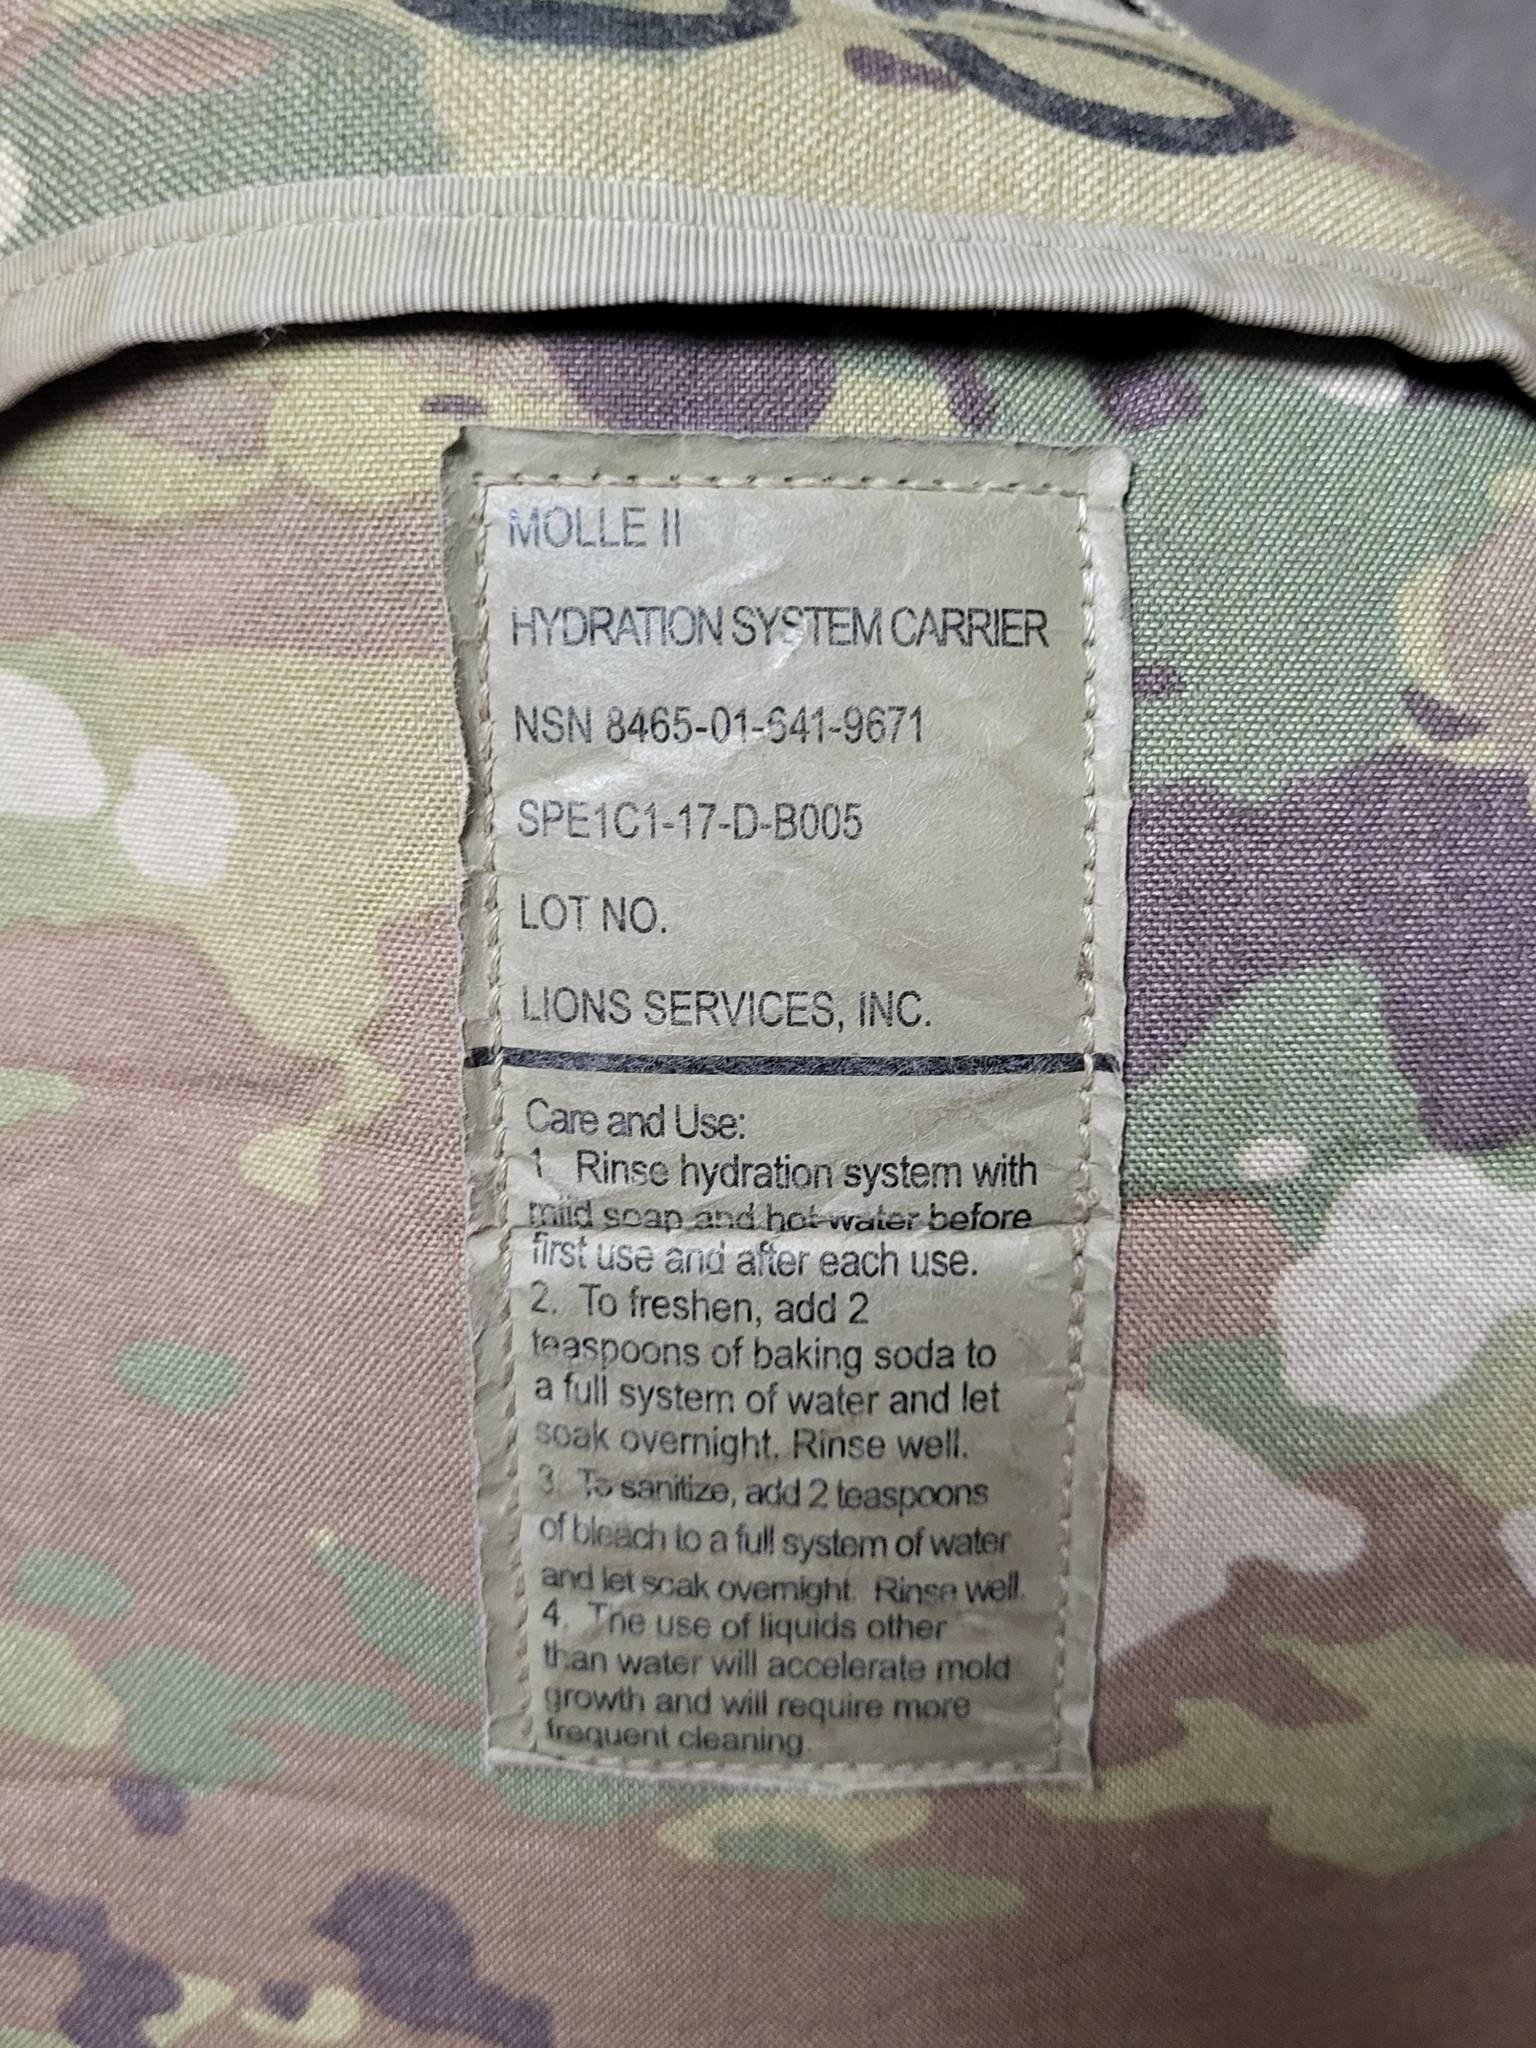 MOLLE II
HYDRATION SYSTEM CARRIER
NSN 8465-01-641-9671
SPE1C1-17-D-B005
LOT NO.
LIONS SERVICES, INC.
Care and Use:
1. Rinse hydration system with
mild soap and hot water before
first use and after each use.
2. To freshen, add 2
teaspoons of baking soda to
a full system of water and let
soak overnight. Rinse well.
3. To sanitize, add 2 teaspoons
of bleach to a full system of water
and let soak overnight. Rinse well.
4. The use of liquids other
than water will accelerate mold
growth and will require more
frequent cleaning.